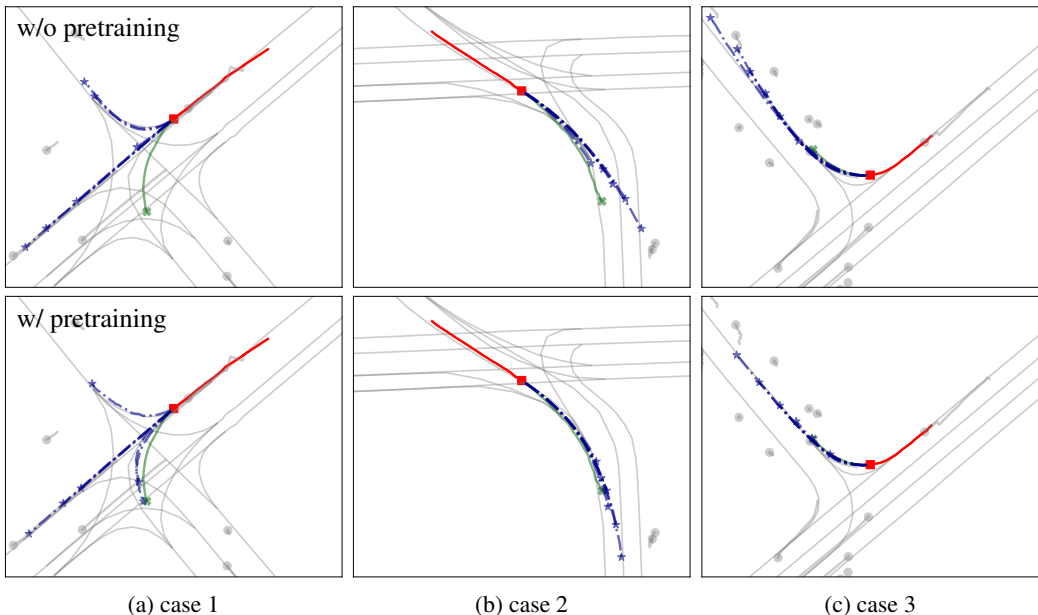 w/o pretraining
w/ pretraining
(a) case 1
(b) case 2
(c) case 3